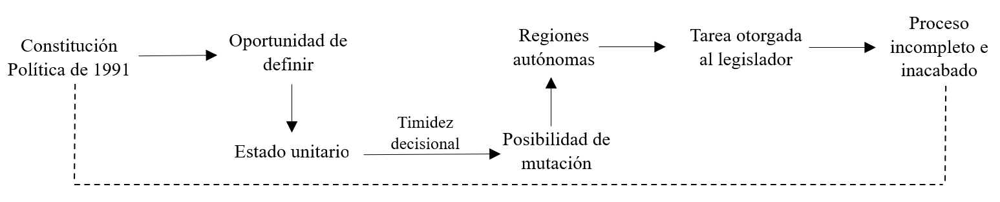 Constitución
Política de 1991
Oportunidad de
definir
Estado unitario
Timidez
decisional
Posibilidad de
mutación
Regiones
autónomas
Tarea otorgada
al legislador
Proceso
incompleto e
inacabado